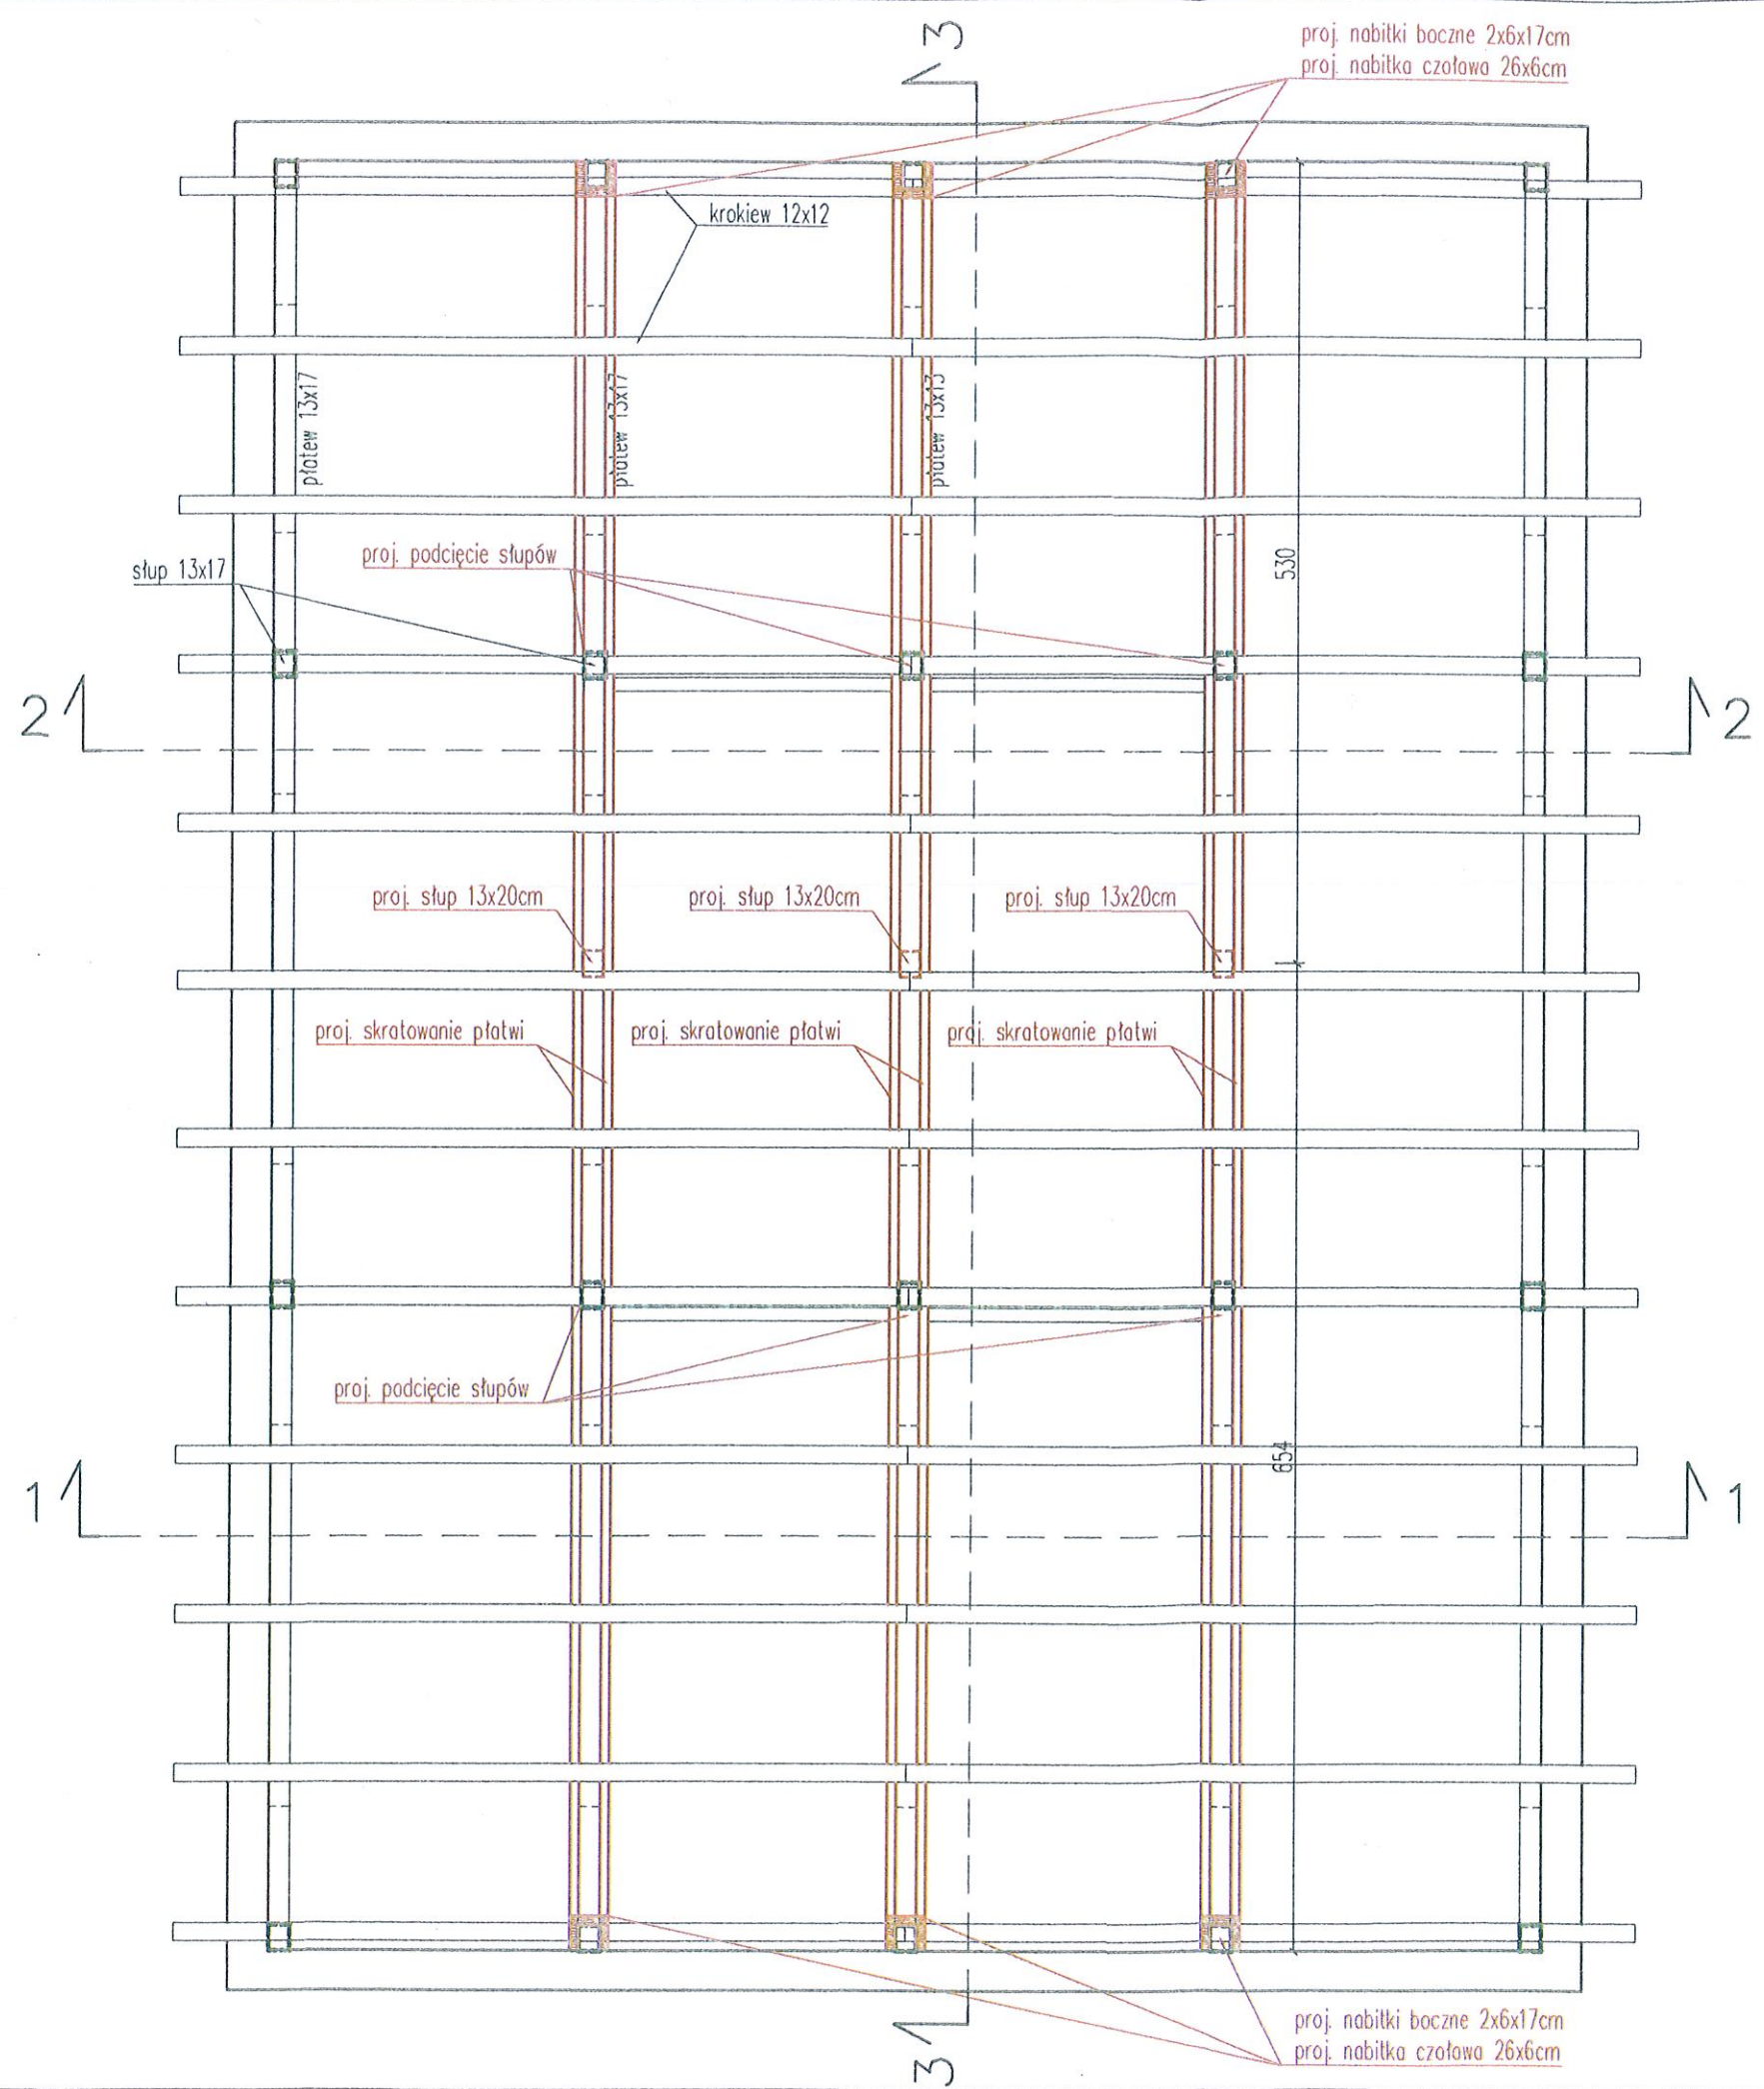 3
proj. nabitki boczne 2x6x17cm
proj. nabitka czołowa 26x6cm
krokiew 12x12
płatew 13x17
płatew 13x17
płatew 13x13
530
proj. podcięcie słupów
słup 13x17
2
2
proj. słup 13x20cm
proj. słup 13x20cm
proj. słup 13x20cm
proj. skratowanie płatwi
proj. skratowanie płatwi
proj. skratowanie płatwi
proj. podcięcie słupów
654
1
1
proj. nabitki boczne 2x6x17cm
proj. nabitka czołowa 26x6cm
3